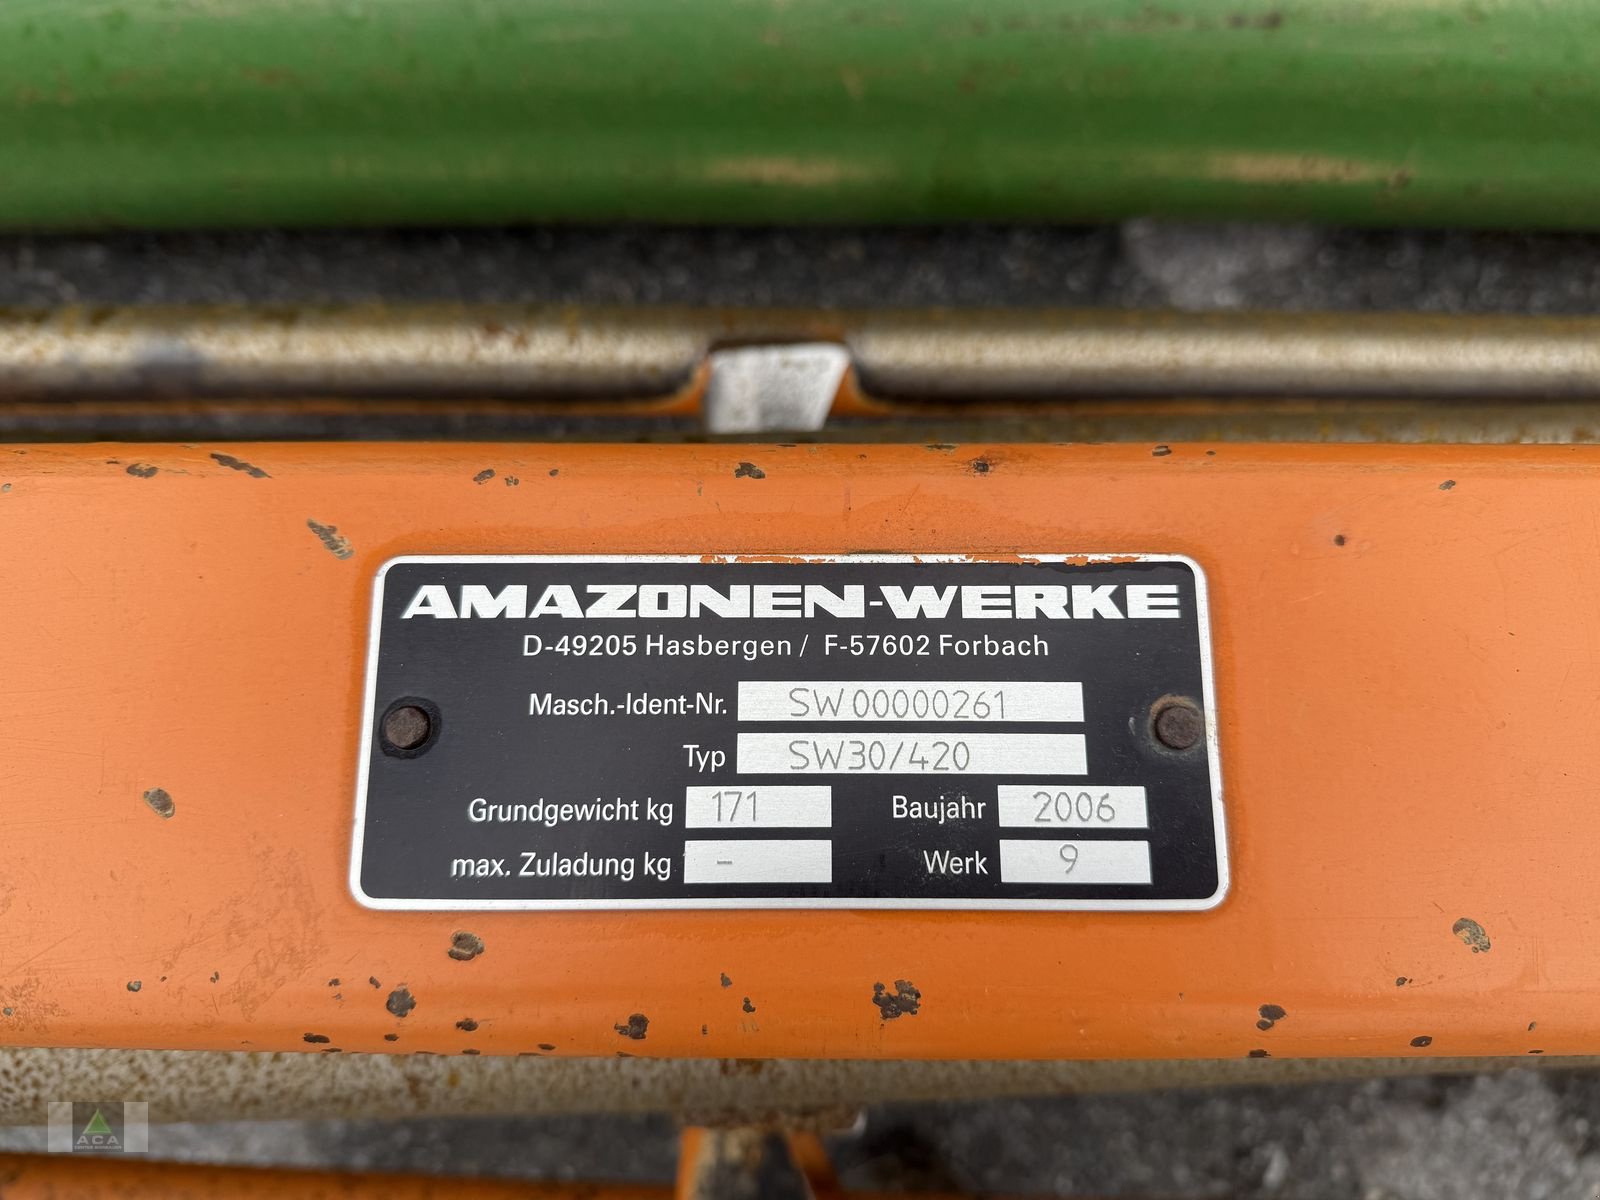 AMAZONEN-WERKE
D-49205 Hasbergen / F-57602 Forbach
Masch.-Ident-Nr. SW00000261
Typ SW30/420
Grundgewicht kg 171 Baujahr 2006
max. Zuladung kg - Werk 9
ACA